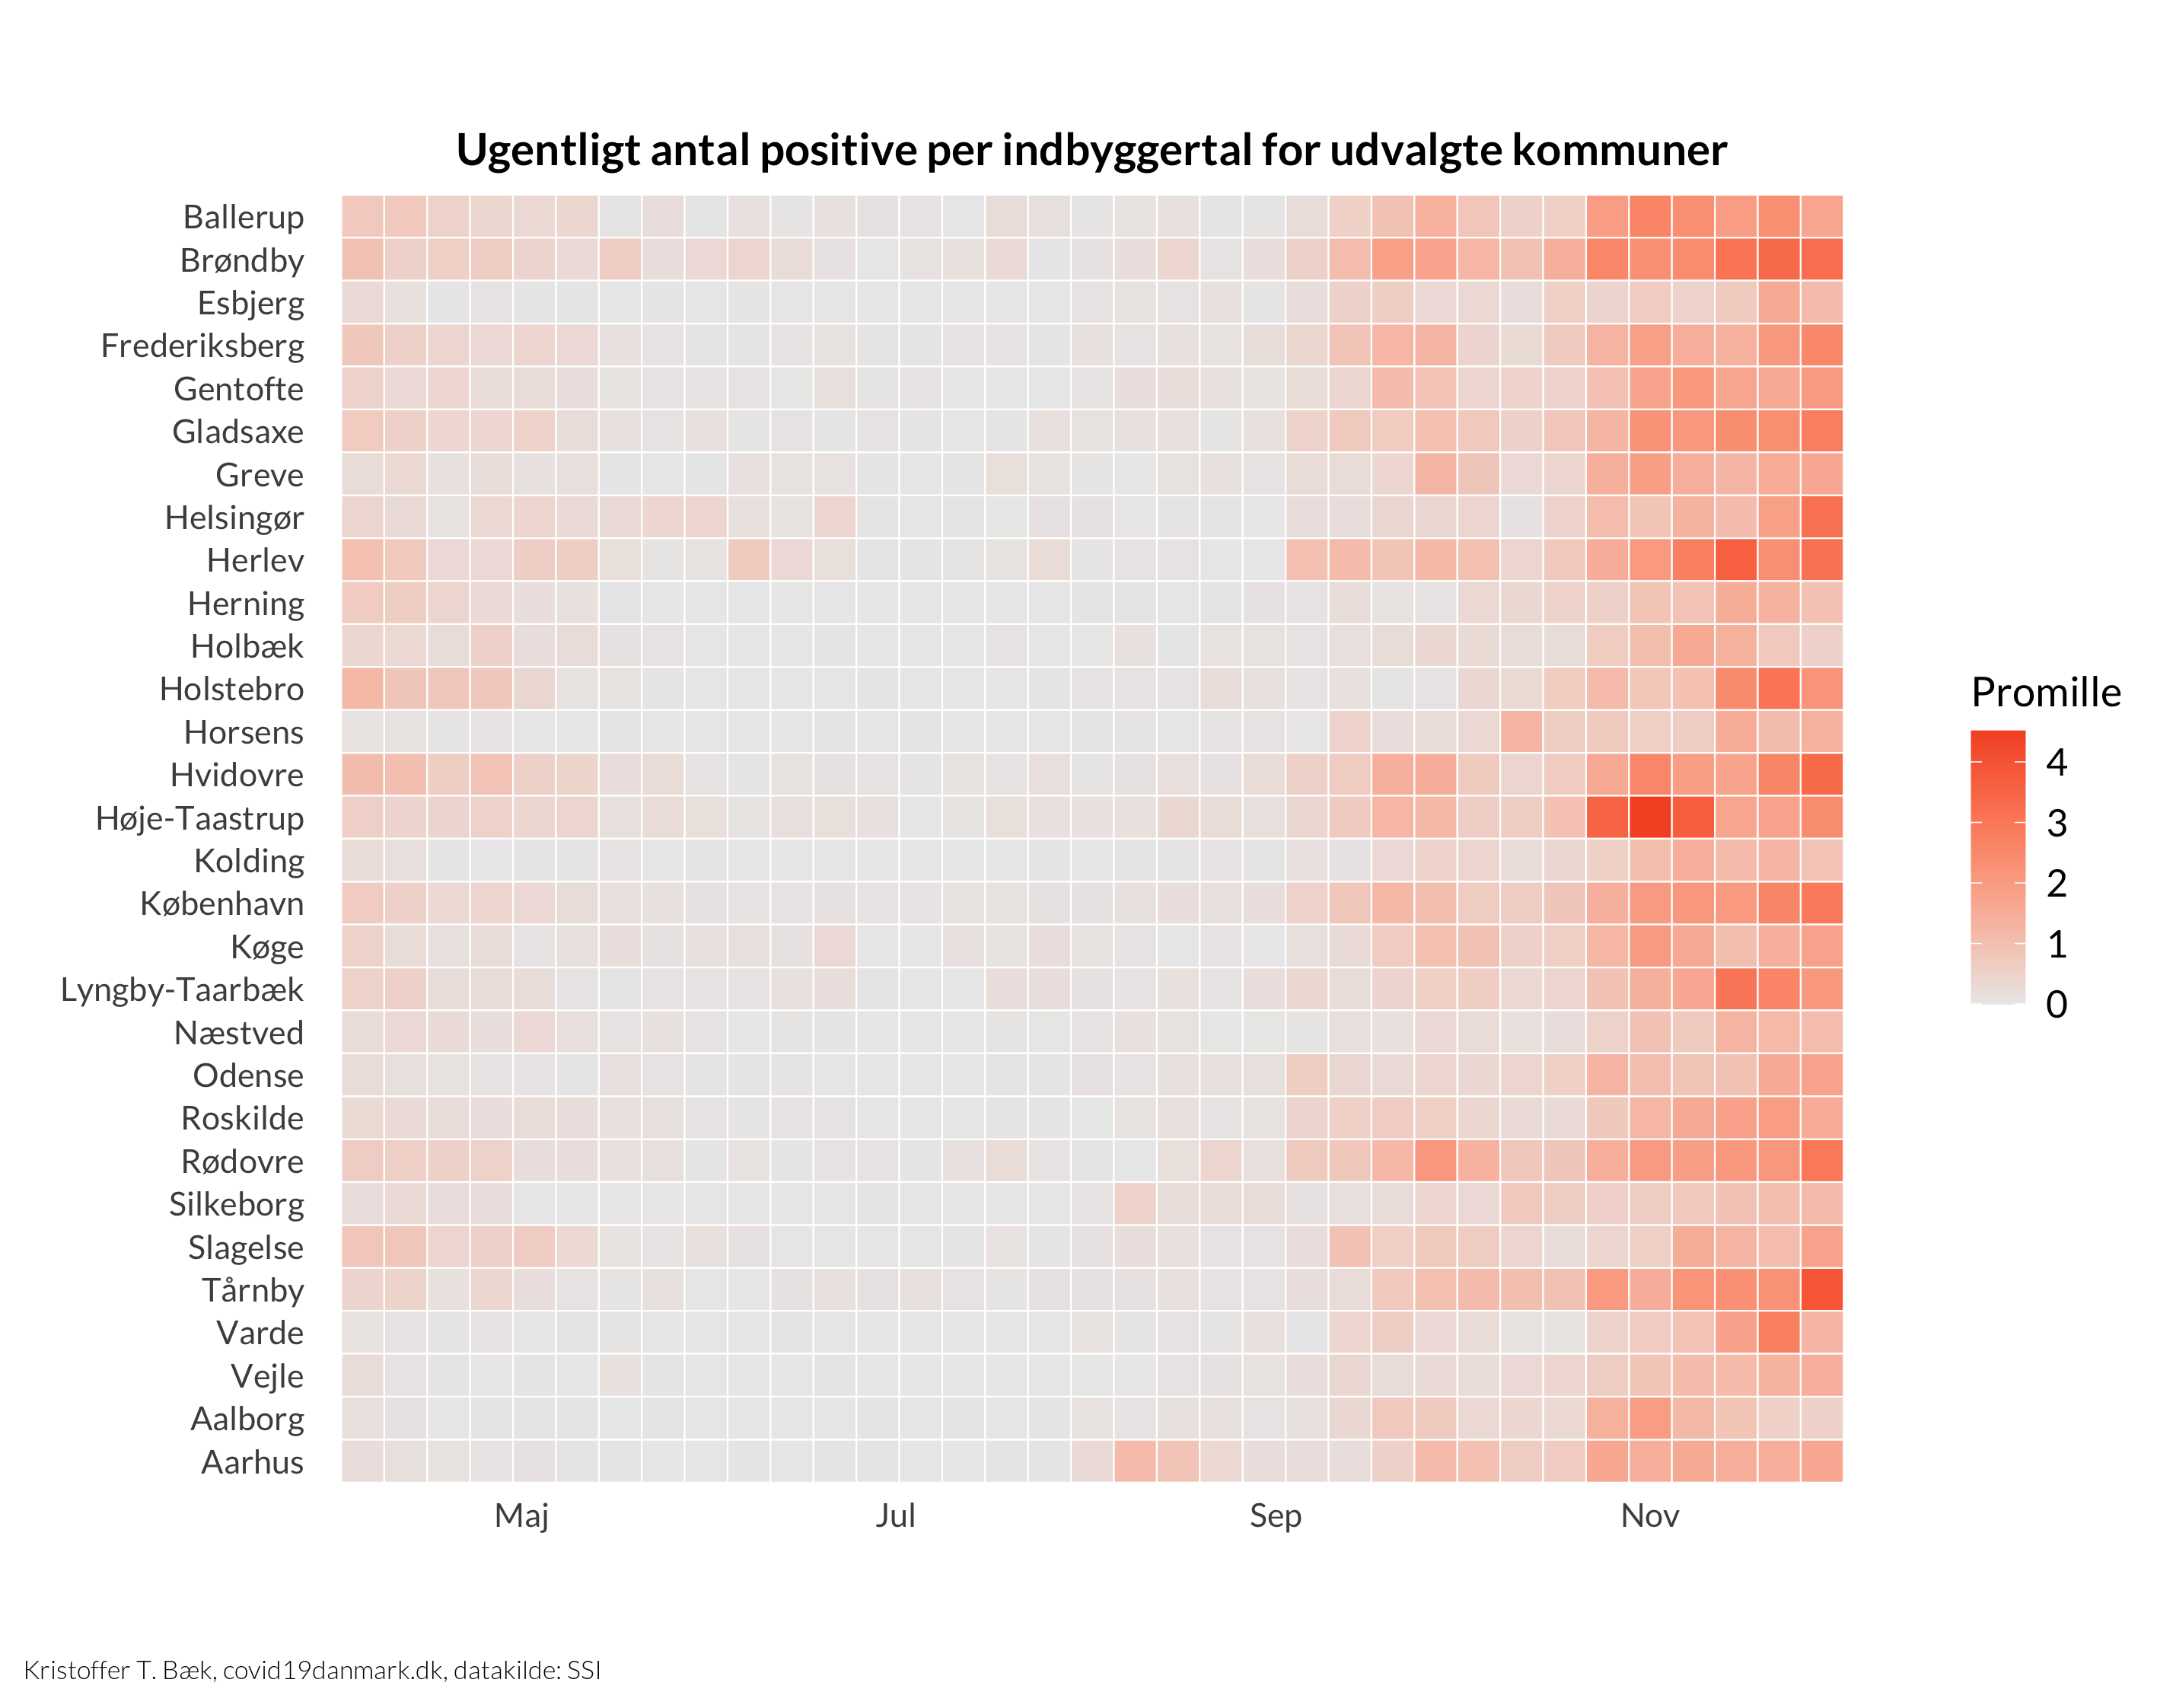 Ugentligt antal positive per indbyggertal for udvalgte kommuner
Ballerup
Brøndby
Esbjerg
Frederiksberg
Gentofte
Gladsaxe
Greve
Helsingør
Herlev
Herning
Holbæk
Holstebro
Horsens
Hvidovre
Høje-Taastrup
Kolding
København
Køge
Lyngby-Taarbæk
Næstved
Odense
Roskilde
Rødovre
Silkeborg
Slagelse
Tårnby
Varde
Vejle
Aalborg
Aarhus
Maj Jul Sep Nov
Promille
4
3
2
1
0
Kristoffer T. Bæk, covid19danmark.dk, datakilde: SSI